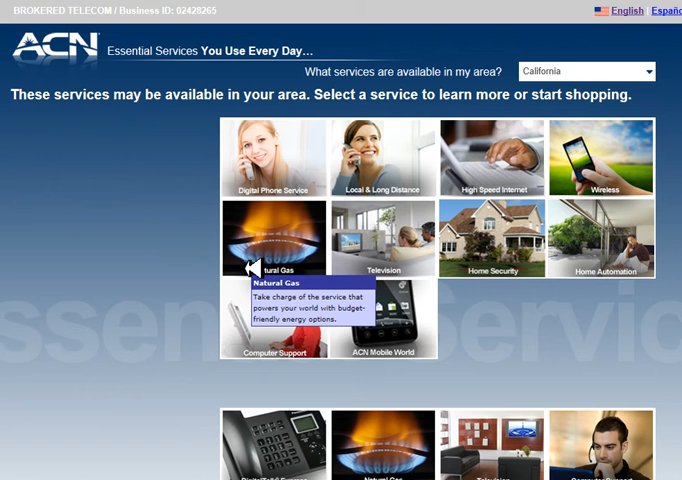 BROKERED TELECOM / Business ID: 02428265
English | Españo
ACN Essential Services You Use Every Day...
What services are available in my area? California
These services may be available in your area. Select a service to learn more or start shopping.
Digital Phone Service
Local & Long Distance
High Speed Internet
Wireless
tural Gas
Television
Home Security
Home Automation
Natural Gas
Take charge of the service that
powers your world with budget-
friendly energy options.
Computer Support
ACN Mobile World
ssen
Servic